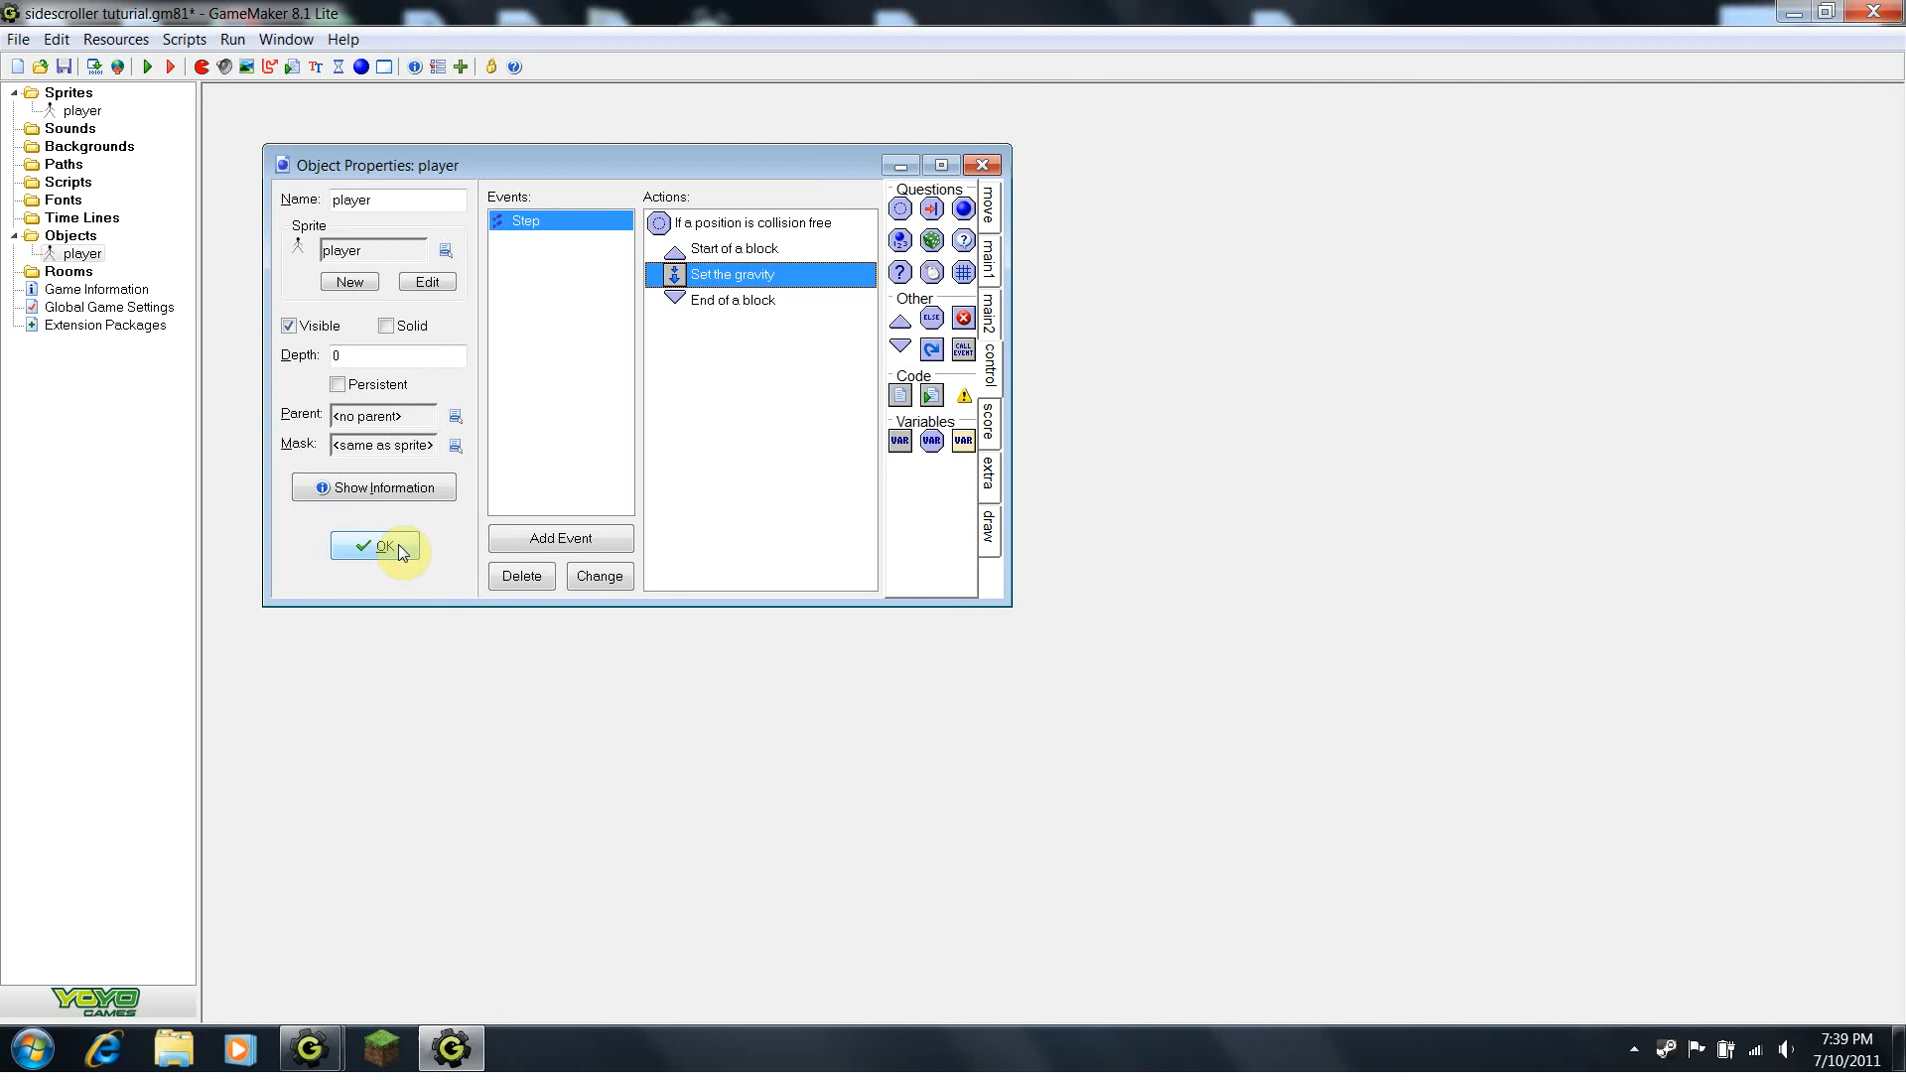 sidescroller tuturial.gm81* - GameMaker 8.1 Lite
File Edit Resources Scripts Run Window Help
Sprites
player
Sounds
Backgrounds
Paths
Scripts
Fonts
Time Lines
Objects
player
Rooms
Game Information
Global Game Settings
Extension Packages
Object Properties: player
Name: player
Sprite
player
New Edit
Visible Solid
Depth: 0
Persistent
Parent: <no parent>
Mask: <same as sprite>
Show Information
OK
Events:
Step
Add Event
Delete Change
Actions:
If a position is collision free
Start of a block
Set the gravity
End of a block
Questions
Other
ELSE
CALL EVENT
Code
Variables
VAR VAR VAR
move
main1
main2
control
score
extra
draw
YOYO
GAMES
7:39 PM
7/10/2011